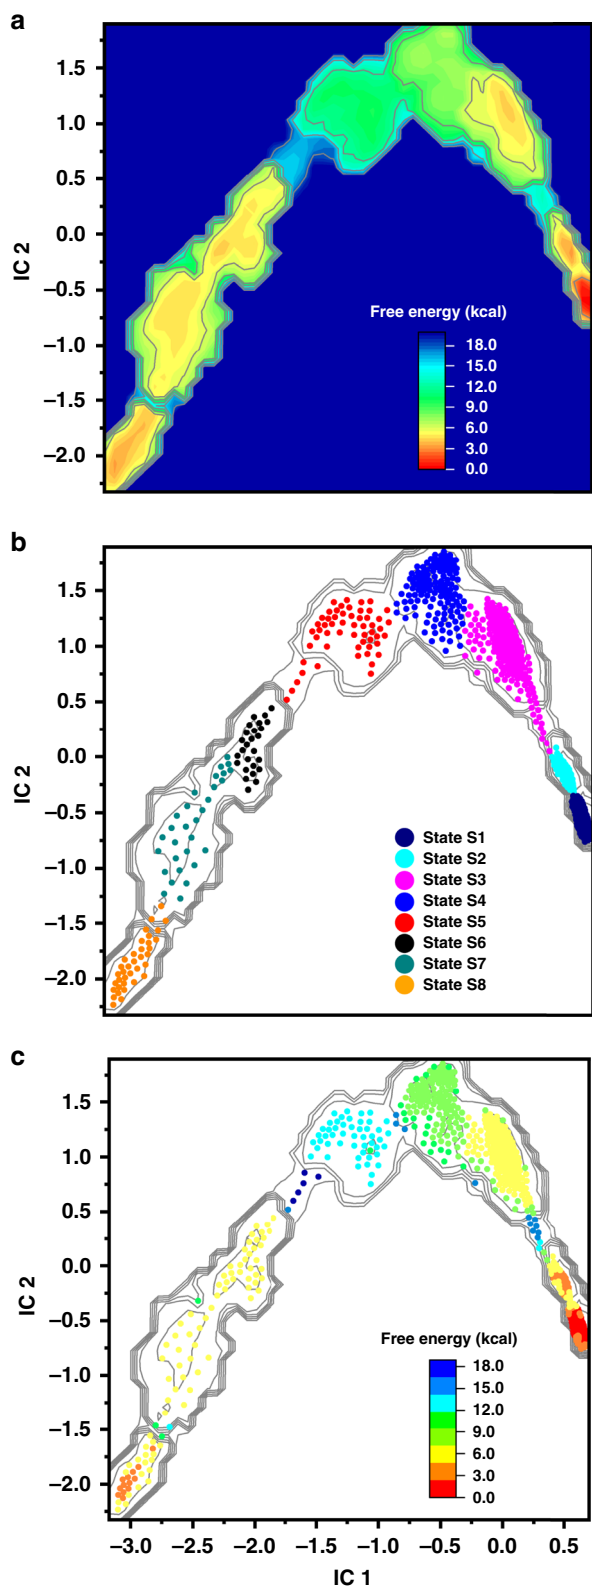 a
1.5
1.0
0.5
0.0
−0.5
−1.0
−1.5
−2.0
IC 2
Free energy (kcal)
18.0
15.0
12.0
9.0
6.0
3.0
0.0
b
1.5
1.0
0.5
0.0
−0.5
−1.0
−1.5
−2.0
IC 2
State S1
State S2
State S3
State S4
State S5
State S6
State S7
State S8
c
1.5
1.0
0.5
0.0
−0.5
−1.0
−1.5
−2.0
IC 2
Free energy (kcal)
18.0
15.0
12.0
9.0
6.0
3.0
0.0
−3.0 −2.5 −2.0 −1.5 −1.0 −0.5 0.0 0.5
IC 1